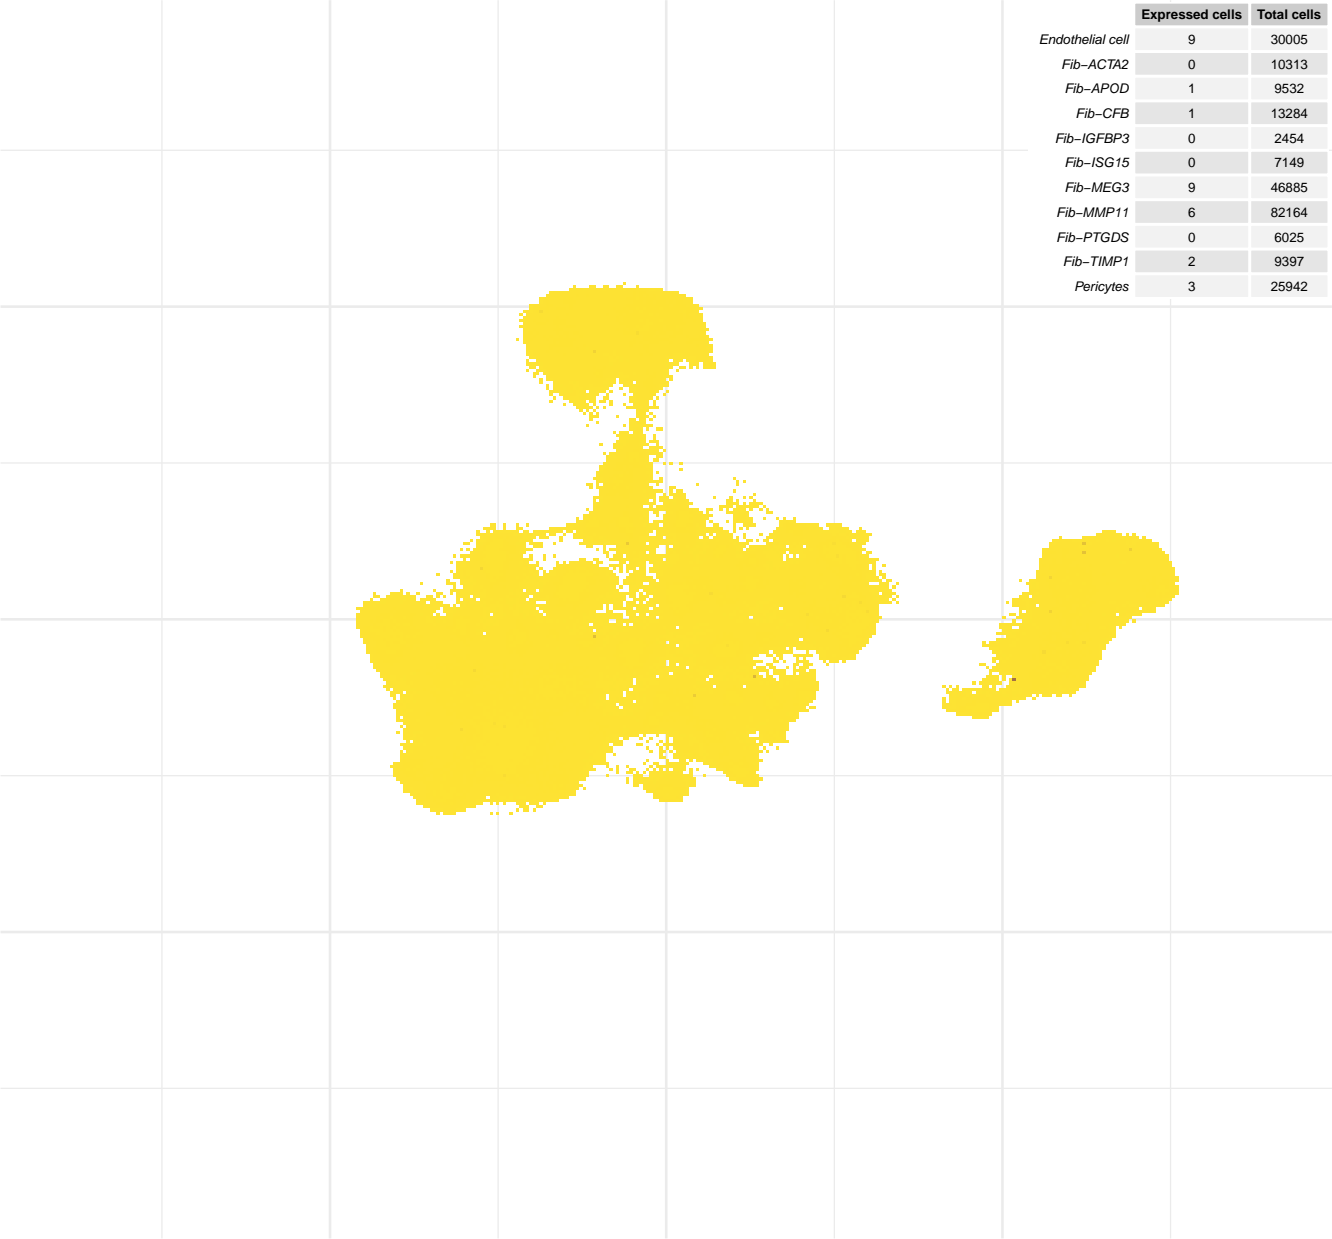 Expressed cells Total cells
Endothelial cell 9 30005
Fib−ACTA2 0 10313
Fib−APOD 1 9532
Fib−CFB 1 13284
Fib−IGFBP3 0 2454
Fib−ISG15 0 7149
Fib−MEG3 9 46885
Fib−MMP11 6 82164
Fib−PTGDS 0 6025
Fib−TIMP1 2 9397
Pericytes 3 25942